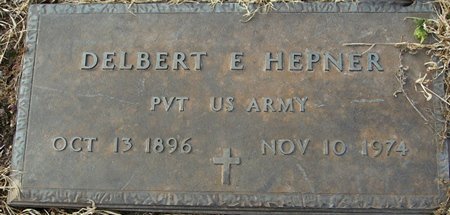 DELBERT E HEPNER
PVT US ARMY
OCT 13 1896 NOV 10 1974